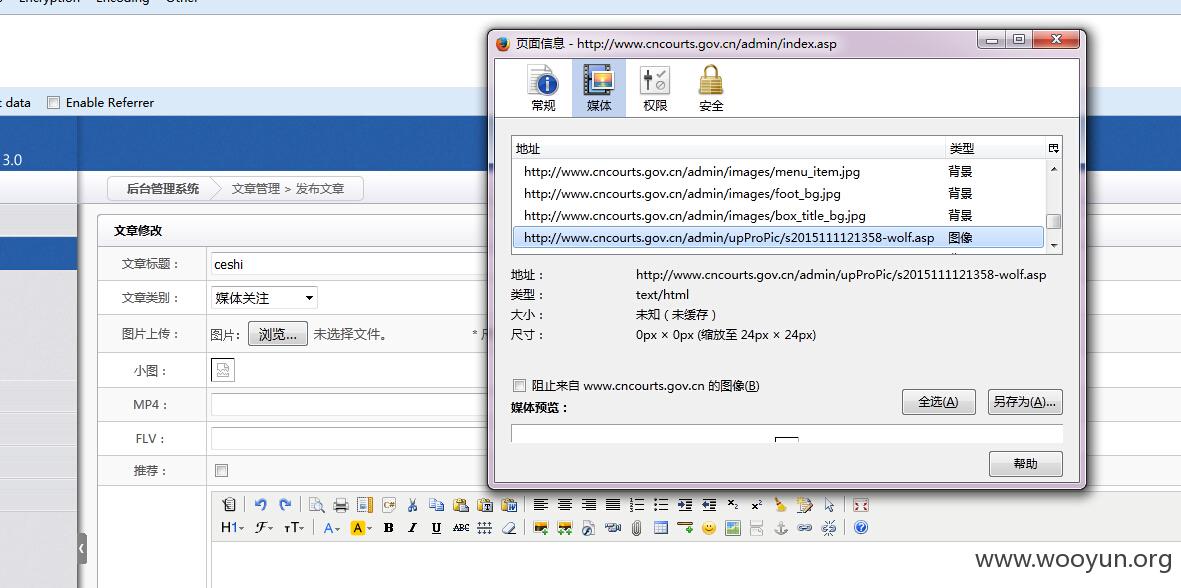 Encryption Encoding Other
页面信息 - http://www.cncourts.gov.cn/admin/index.asp
常规 媒体 权限 安全
data Enable Referrer
3.0
地址 类型
http://www.cncourts.gov.cn/admin/images/menu_item.jpg 背景
http://www.cncourts.gov.cn/admin/images/foot_bg.jpg 背景
http://www.cncourts.gov.cn/admin/images/box_title_bg.jpg 背景
http://www.cncourts.gov.cn/admin/upProPic/s2015111121358-wolf.asp 图像
地址： http://www.cncourts.gov.cn/admin/upProPic/s2015111121358-wolf.asp
类型： text/html
大小： 未知（未缓存）
尺寸： 0px × 0px (缩放至 24px × 24px)
阻止来自 www.cncourts.gov.cn 的图像(B)
全选(A) 另存为(A)...
媒体预览：
帮助
后台管理系统 文章管理 > 发布文章
文章修改
文章标题： ceshi
文章类别： 媒体关注
图片上传： 图片： 浏览... 未选择文件。 *
小图：
MP4：
FLV：
推荐：
H1 F тT A A B I U ABC
www.wooyun.org